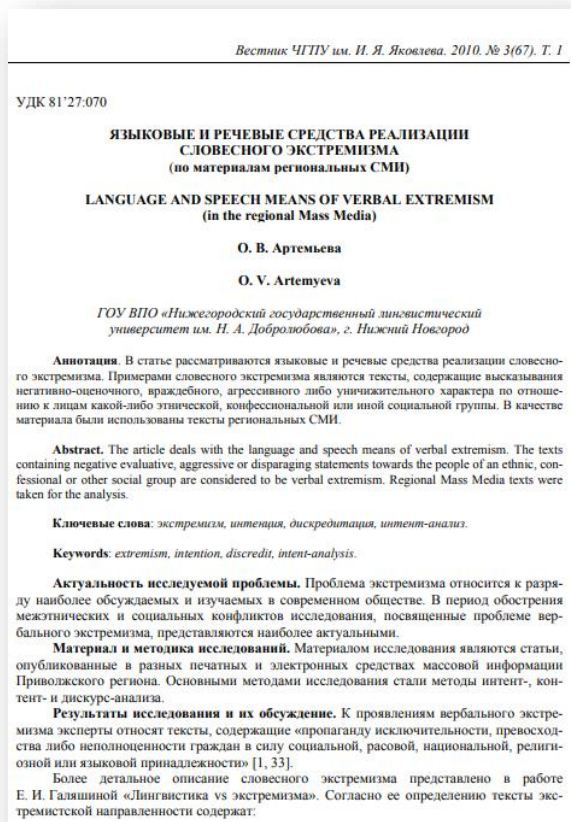 Вестник ЧГПУ им. И. Я. Яковлева. 2010. № 3(67). Т. 1
УДК 81’27:070
ЯЗЫКОВЫЕ И РЕЧЕВЫЕ СРЕДСТВА РЕАЛИЗАЦИИ
СЛОВЕСНОГО ЭКСТРЕМИЗМА
(по материалам региональных СМИ)
LANGUAGE AND SPEECH MEANS OF VERBAL EXTREMISM
(in the regional Mass Media)
О. В. Артемьева
O. V. Artemyeva
ГОУ ВПО «Нижегородский государственный лингвистический
университет им. Н. А. Добролюбова», г. Нижний Новгород
Аннотация. В статье рассматриваются языковые и речевые средства реализации словесно-
го экстремизма. Примерами словесного экстремизма являются тексты, содержащие высказывания
негативно-оценочного, враждебного, агрессивного либо уничижительного характера по отноше-
нию к лицам какой-либо этнической, конфессиональной или иной социальной группы. В качестве
материала были использованы тексты региональных СМИ.
Abstract. The article deals with the language and speech means of verbal extremism. The texts
containing negative evaluative, aggressive or disparaging statements towards the people of an ethnic, con-
fessional or other social group are considered to be verbal extremism. Regional Mass Media texts were
taken for the analysis.
Ключевые слова: экстремизм, интенция, дискредитация, интент-анализ.
Keywords: extremism, intention, discredit, intent-analysis.
Актуальность исследуемой проблемы. Проблема экстремизма относится к разря-
ду наиболее обсуждаемых и изучаемых в современном обществе. В период обострения
межэтнических и социальных конфликтов исследования, посвященные проблеме вер-
бального экстремизма, представляются наиболее актуальными.
Материал и методика исследований. Материалом исследования являются статьи,
опубликованные в разных печатных и электронных средствах массовой информации
Приволжского региона. Основными методами исследования стали методы интент-, кон-
тент- и дискурс-анализа.
Результаты исследования и их обсуждение. К проявлениям вербального экстре-
мизма эксперты относят тексты, содержащие «пропаганду исключительности, превосход-
ства либо неполноценности граждан в силу социальной, расовой, национальной, религи-
озной или языковой принадлежности» [1, 33].
Более детальное описание словесного экстремизма представлено в работе
Е. И. Галяшиной «Лингвистика vs экстремизма». Согласно ее определению тексты экс-
тремистской направленности содержат: